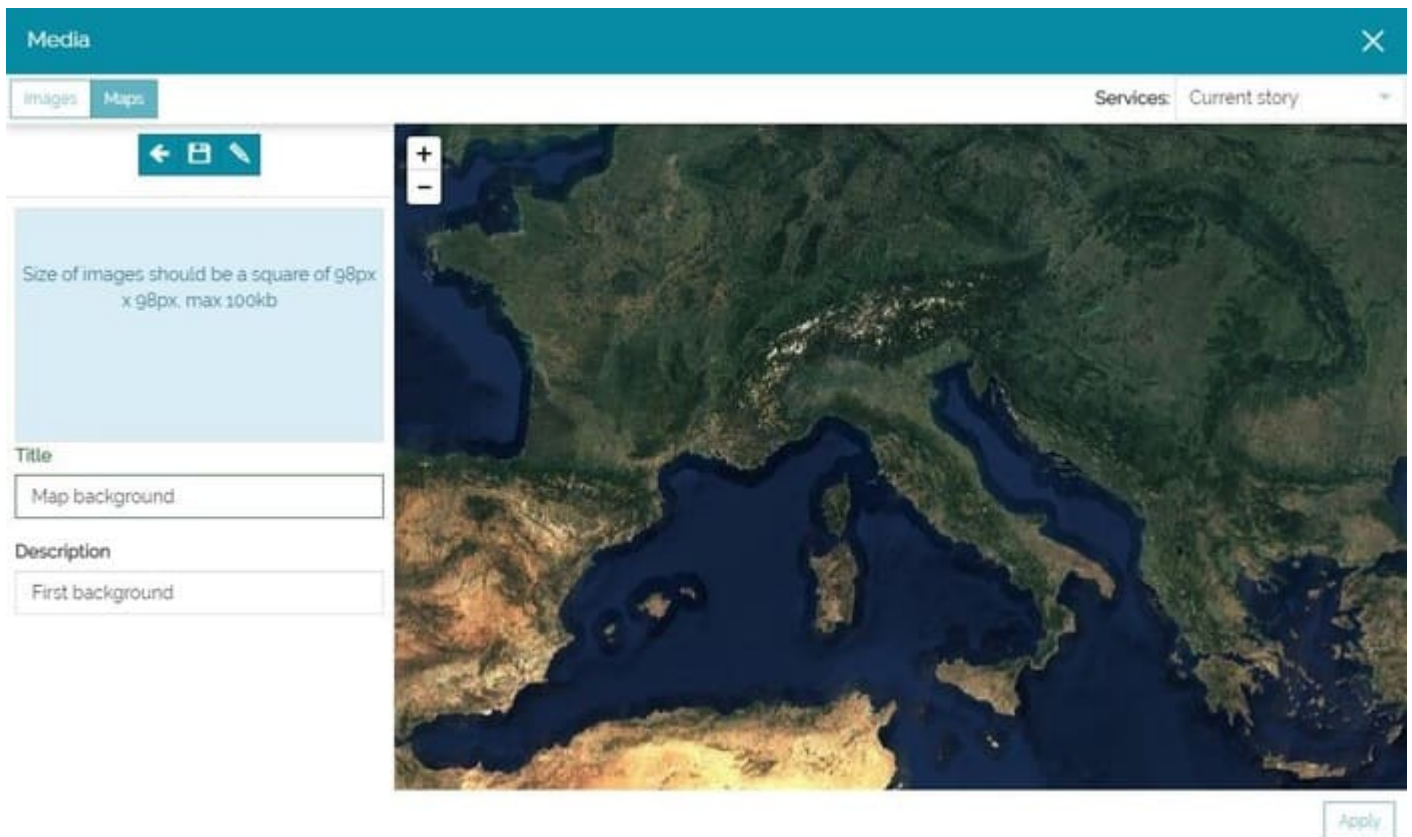 Media
Images Maps
Services: Current story
+
-
Size of images should be a square of 98px
x 98px, max 100kb
Title
Map background
Description
First background
Apply